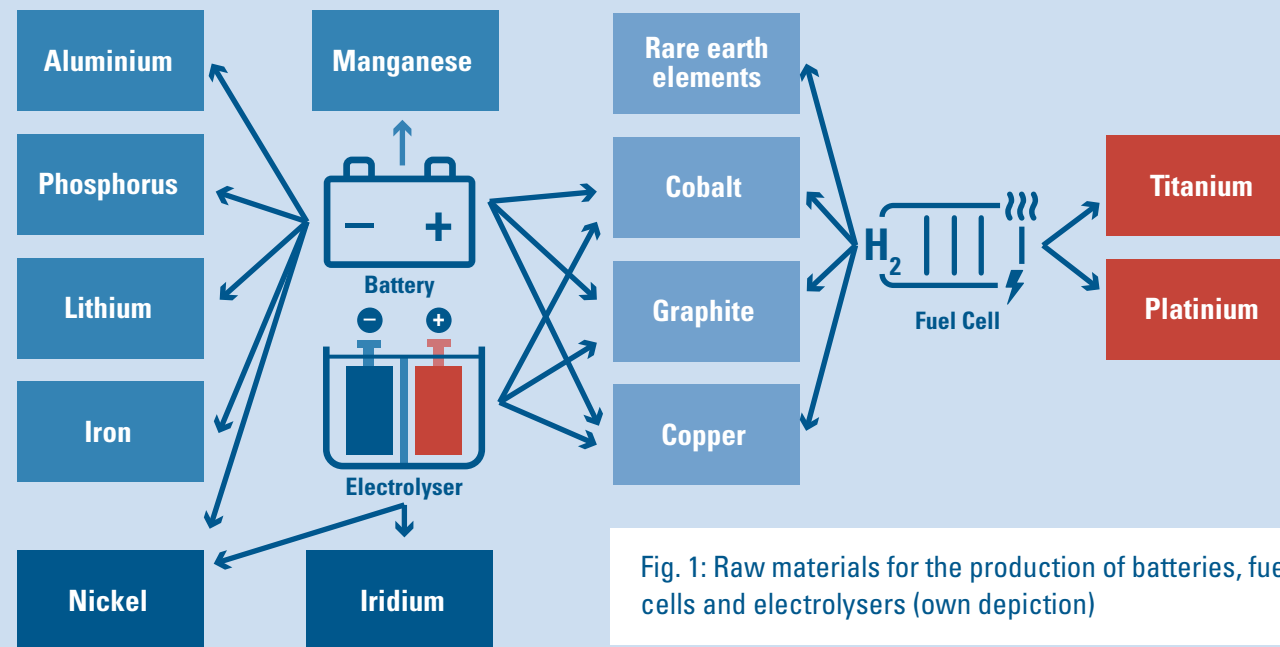 Aluminium
Manganese
Rare earth
elements
Phosphorus
Cobalt
Titanium
− +
H2
Battery
Lithium
Graphite
Platinium
Fuel Cell
− +
Iron
Copper
Electrolyser
Nickel
Iridium
Fig. 1: Raw materials for the production of batteries, fue
cells and electrolysers (own depiction)